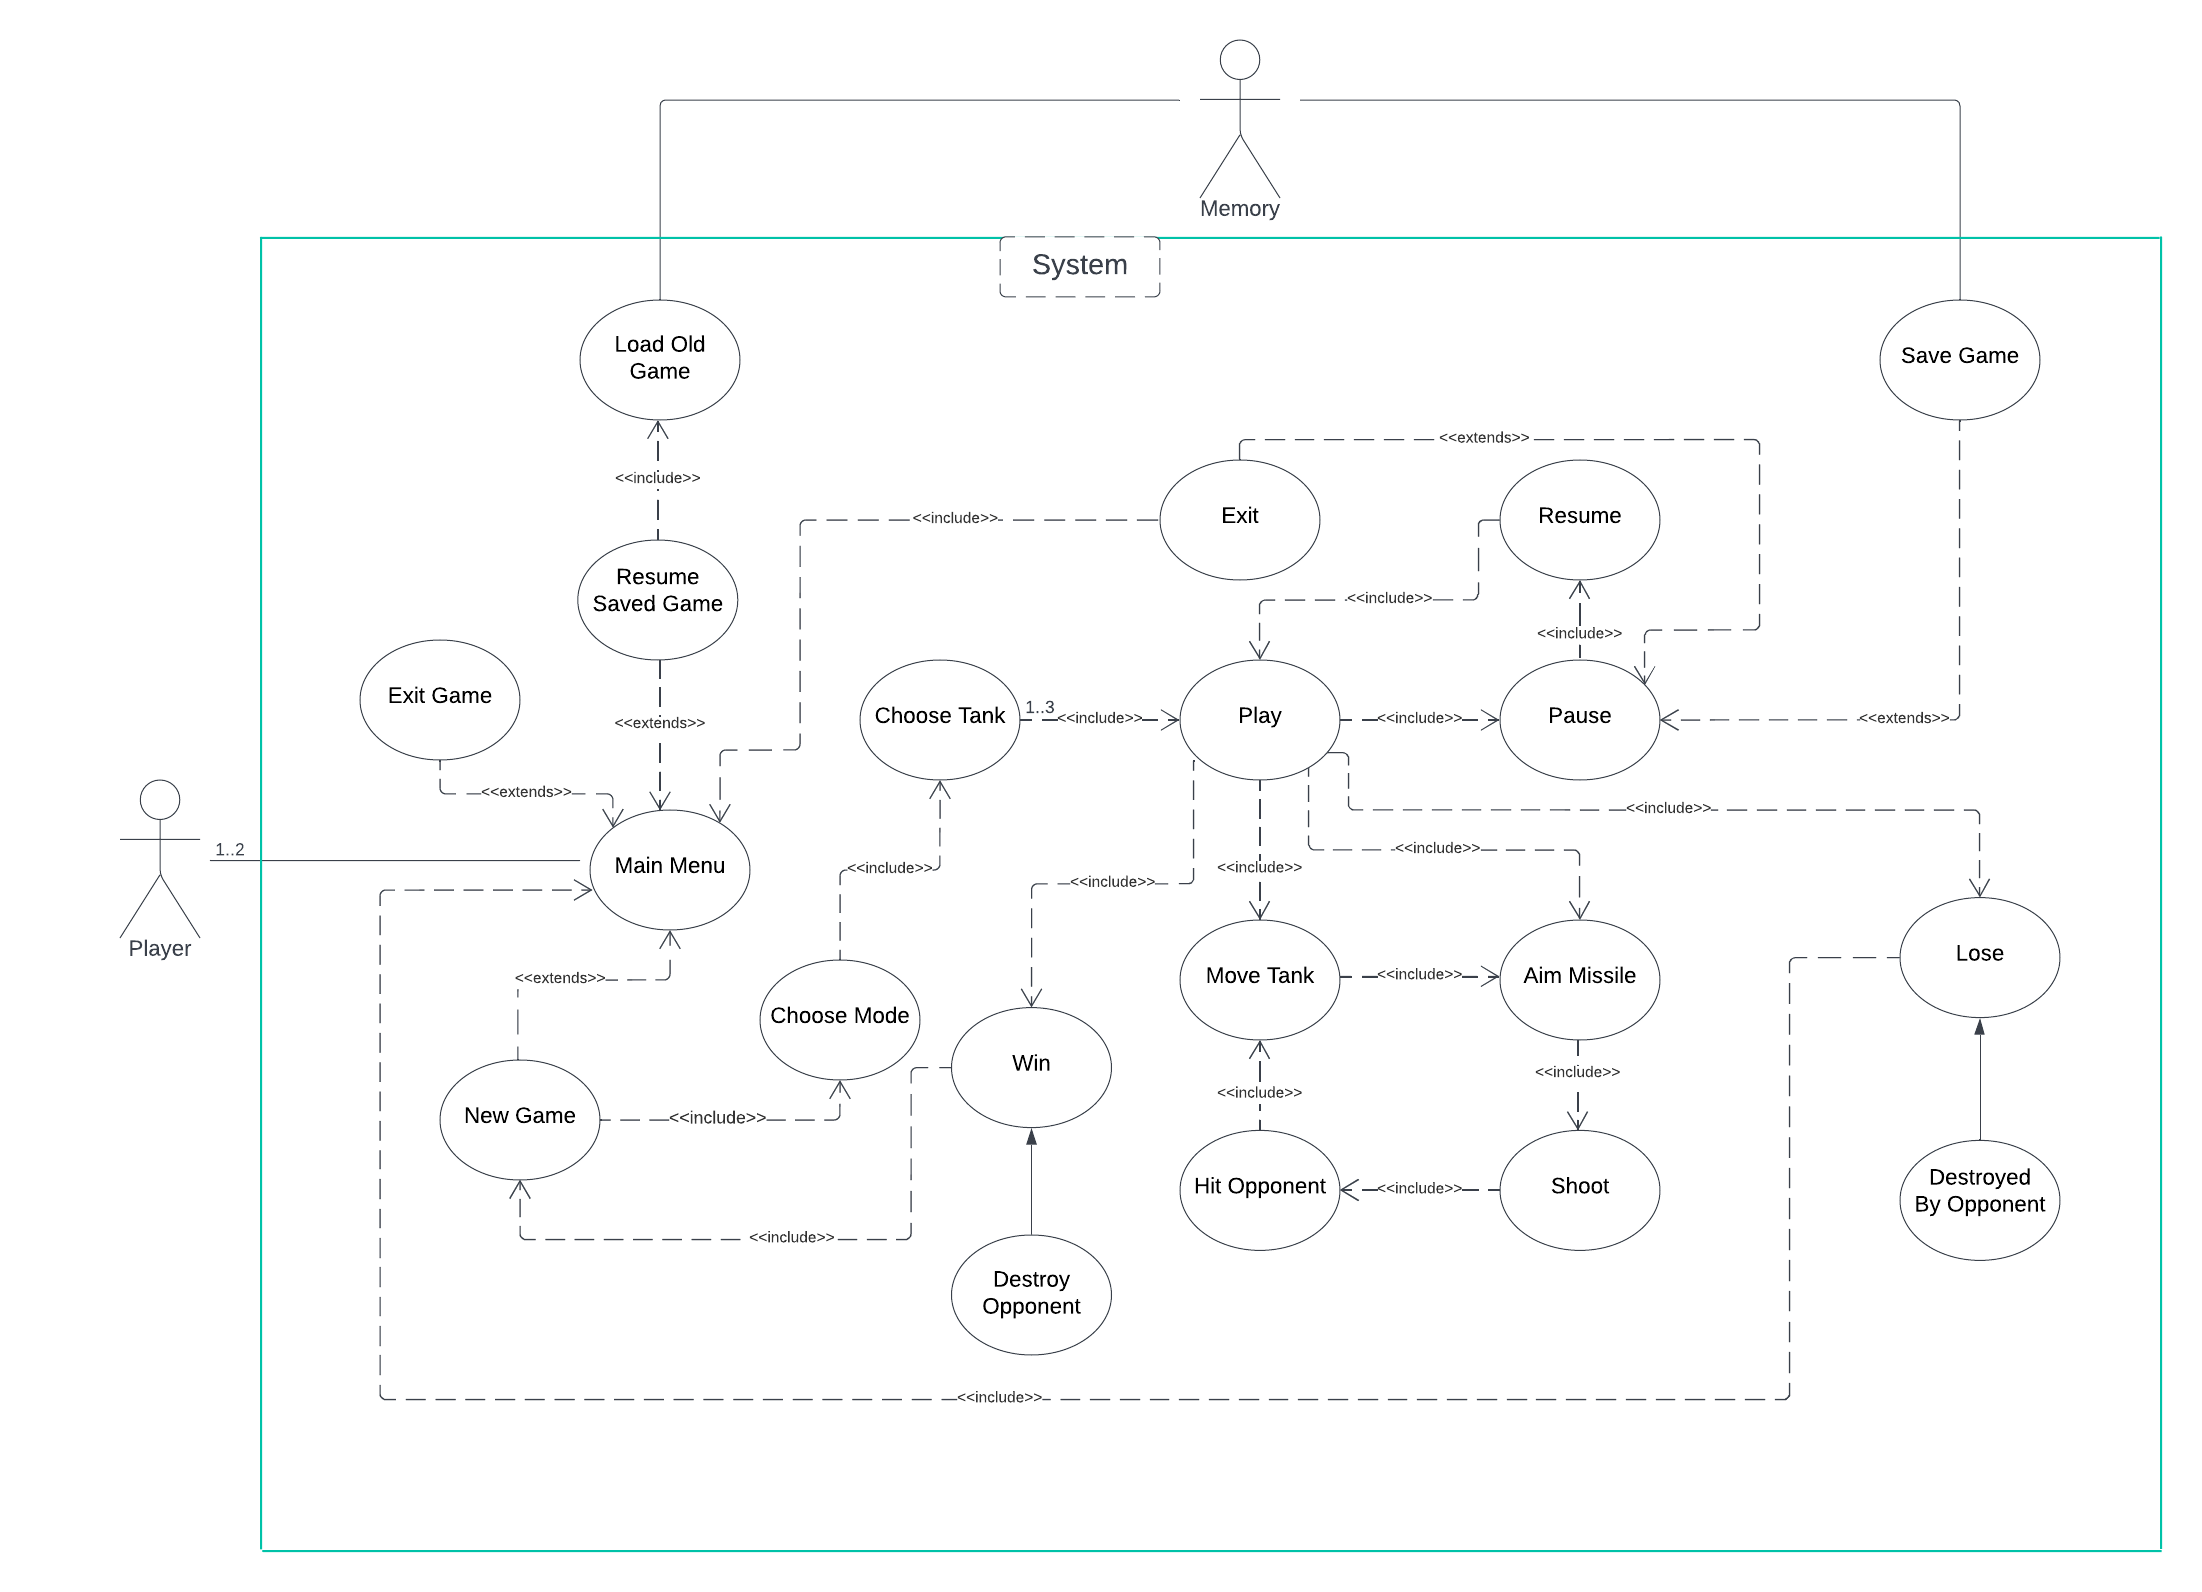 Memory
System
Load Old
Game
Save Game
<<extends>>
<<include>>
<<include>>
Exit
Resume
Resume
Saved Game
<<include>>
<<include>>
Exit Game
Choose Tank
1..3
<<include>>
Play
<<include>>
Pause
<<extends>>
<<extends>>
<<extends>>
<<include>>
1..2
Main Menu
<<include>>
<<include>>
<<include>>
<<include>>
Player
Lose
<<extends>>
Move Tank
<<include>>
Aim Missile
Choose Mode
Win
<<include>>
<<include>>
New Game
<<include>>
Hit Opponent
<<include>>
Shoot
Destroyed
By Opponent
<<include>>
Destroy
Opponent
<<include>>